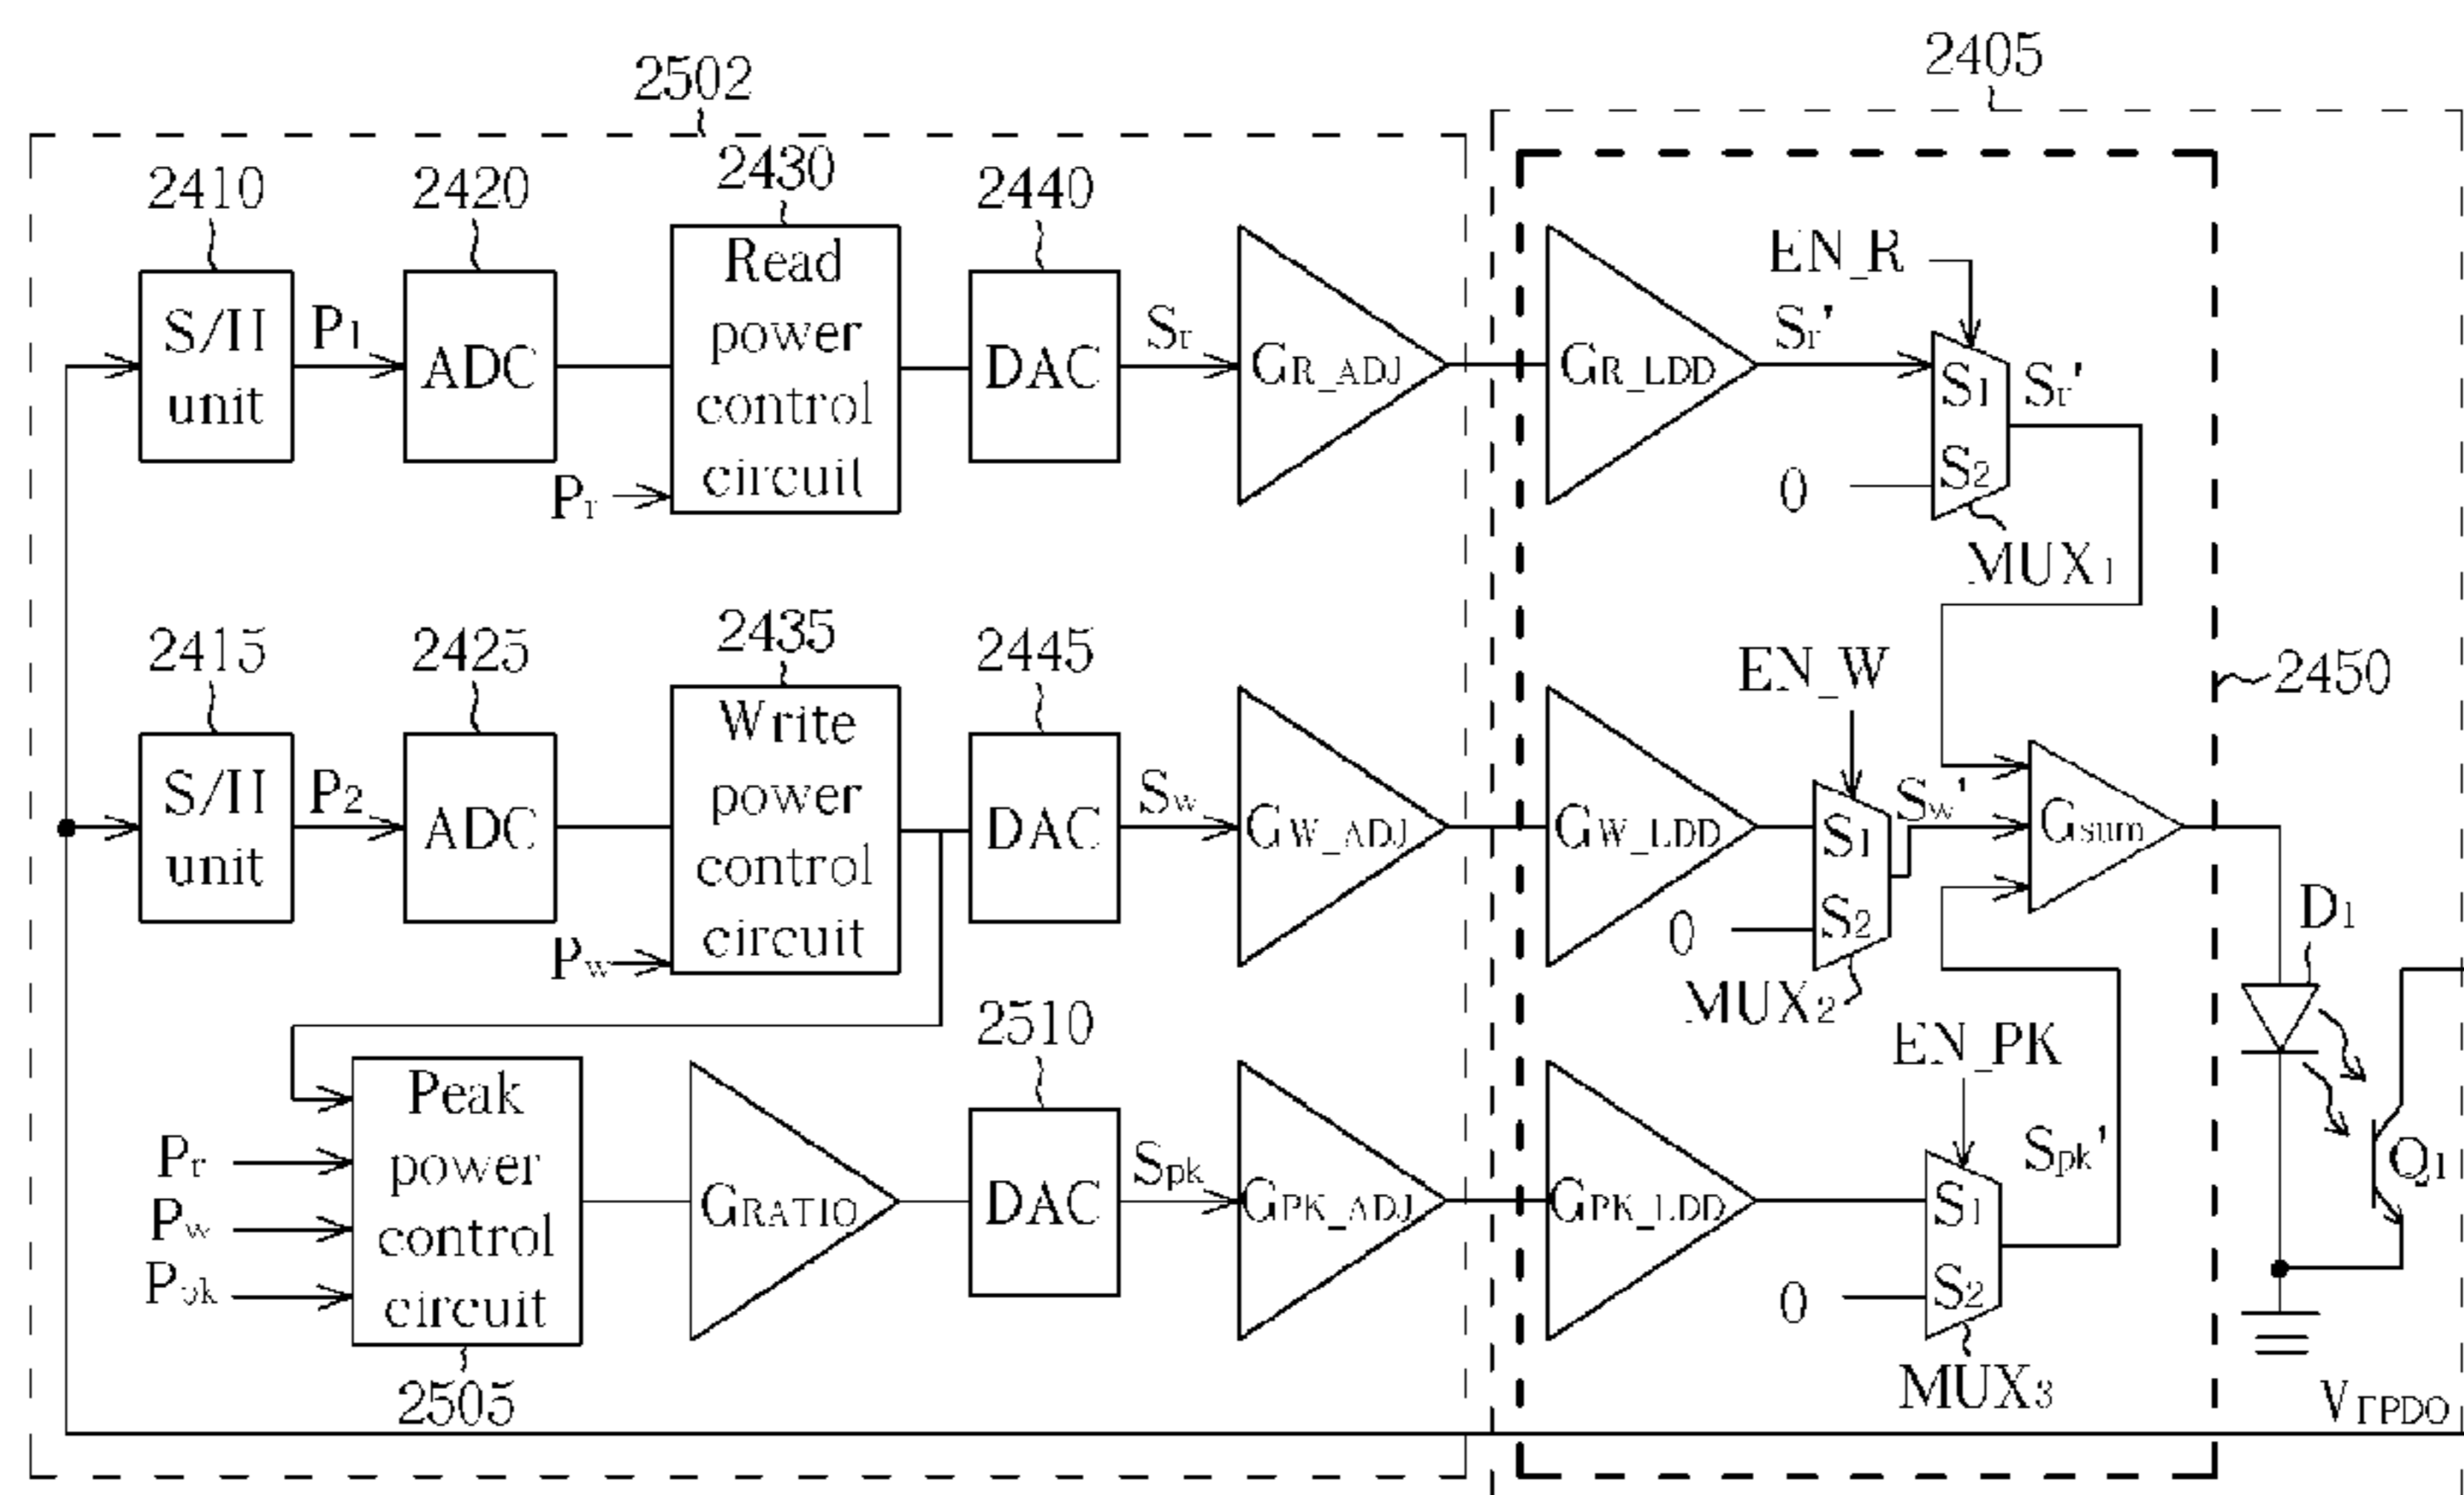 2502
2405
2410
2420
2430
2440
S/H
unit
P1
ADC
Read
power
control
circuit
Pr
DAC
Sr
GR_ADJ
GR_LDD
EN_R
Sr'
S1
S2
Sr'
0
MUX1
2415
2425
2435
2445
S/H
unit
P2
ADC
Write
power
control
circuit
Pw
DAC
Sw
GW_ADJ
GW_LDD
EN_W
S1
S2
Sw'
0
MUX2
Gsum
2450
D1
Q1
Peak
power
control
circuit
Pr
Pw
Ppk
2505
GRATIO
2510
DAC
Spk
GPK_ADJ
GPK_LDD
EN_PK
S1
S2
Spk'
0
MUX3
VFPDO